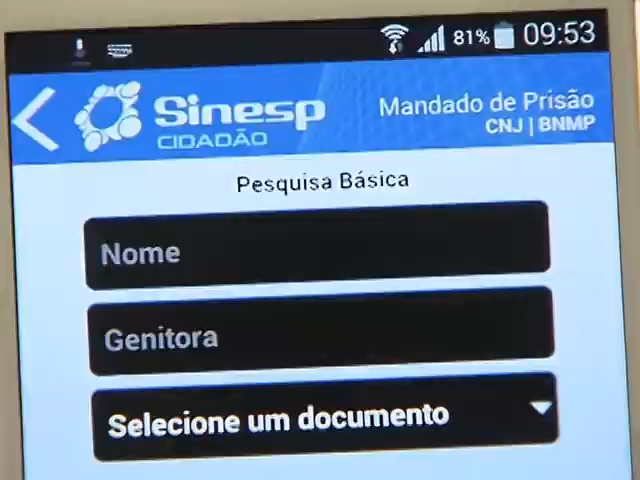 81% 09:53
Sinesp
CIDADÃO
Mandado de Prisão
CNJ | BNMP
Pesquisa Básica
Nome
Genitora
Selecione um documento